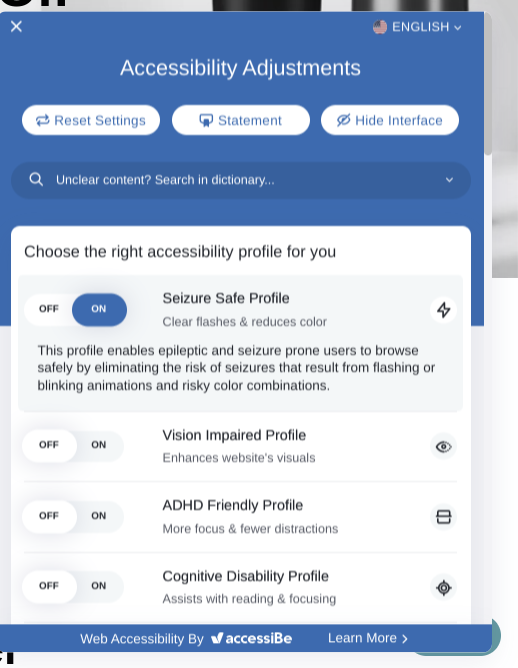 ENGLISH
Accessibility Adjustments
Reset Settings
Statement
Hide Interface
Unclear content? Search in dictionary...
Choose the right accessibility profile for you
OFF ON
Seizure Safe Profile
Clear flashes & reduces color
This profile enables epileptic and seizure prone users to browse
safely by eliminating the risk of seizures that result from flashing or
blinking animations and risky color combinations.
OFF ON
Vision Impaired Profile
Enhances website's visuals
OFF ON
ADHD Friendly Profile
More focus & fewer distractions
OFF ON
Cognitive Disability Profile
Assists with reading & focusing
Web Accessibility By accessiBe
Learn More